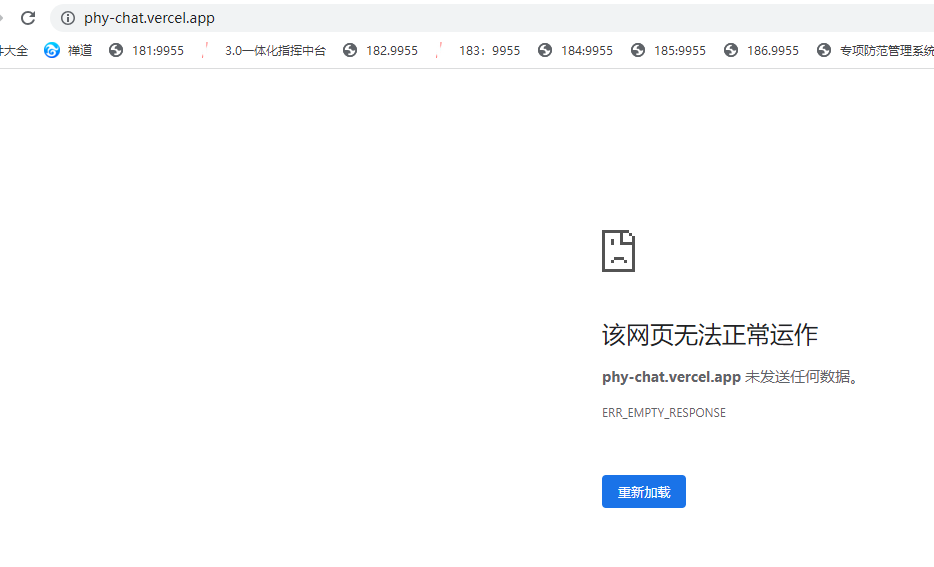 phy-chat.vercel.app
件大全 禅道 181:9955 3.0一体化指挥中台 182.9955 183：9955 184:9955 185:9955 186.9955 专项防范管理系统
该网页无法正常运作
phy-chat.vercel.app 未发送任何数据。
ERR_EMPTY_RESPONSE
重新加载